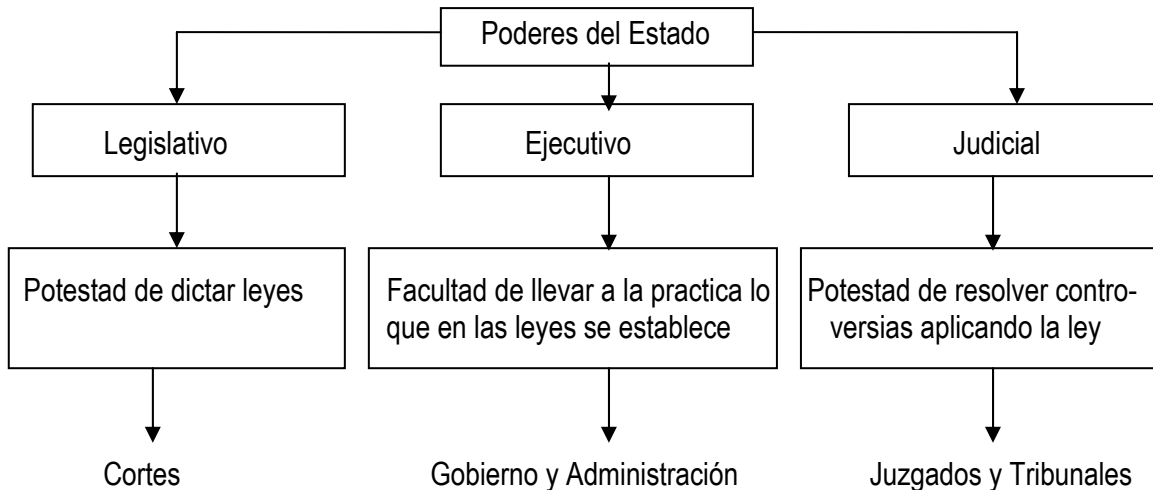 Poderes del Estado
Legislativo
Ejecutivo
Judicial
Potestad de dictar leyes
Facultad de llevar a la practica lo
que en las leyes se establece
Potestad de resolver contro-
versias aplicando la ley
Cortes
Gobierno y Administración
Juzgados y Tribunales